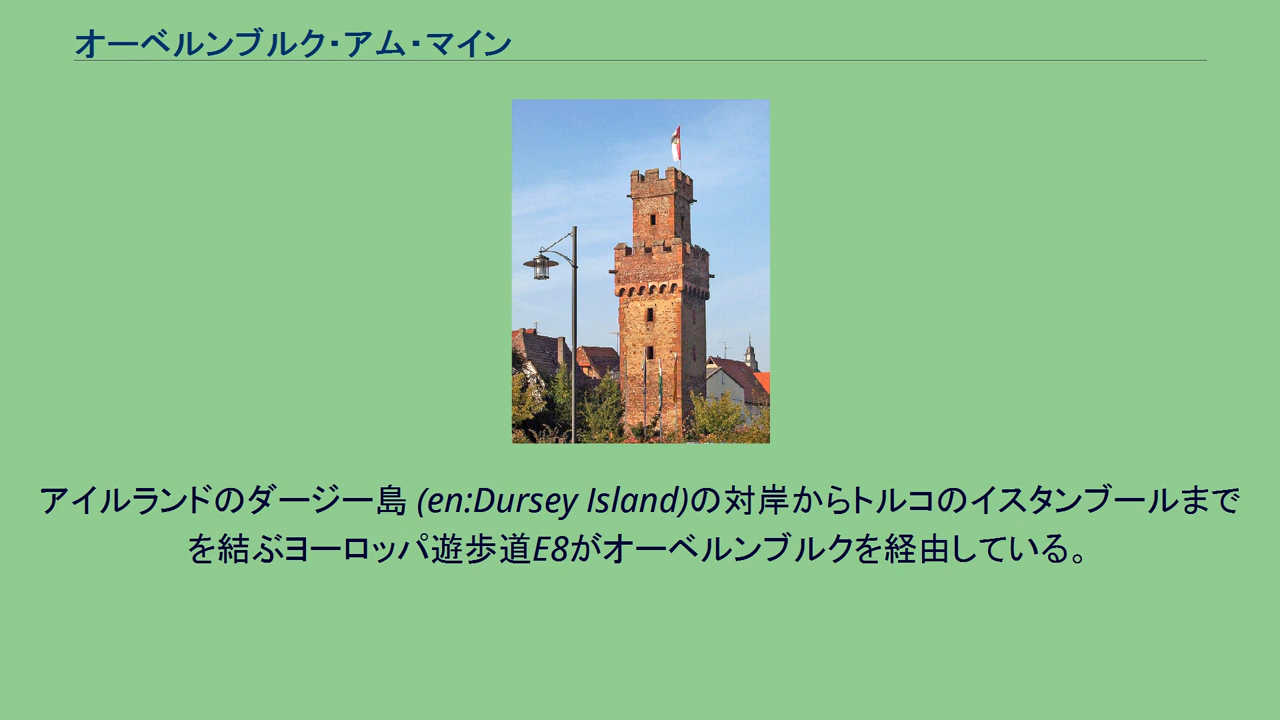 オーベルンブルク・アム・マイン
アイルランドのダージー島 (en:Dursey Island)の対岸からトルコのイスタンブールまで
を結ぶヨーロッパ遊歩道E8がオーベルンブルクを経由している。